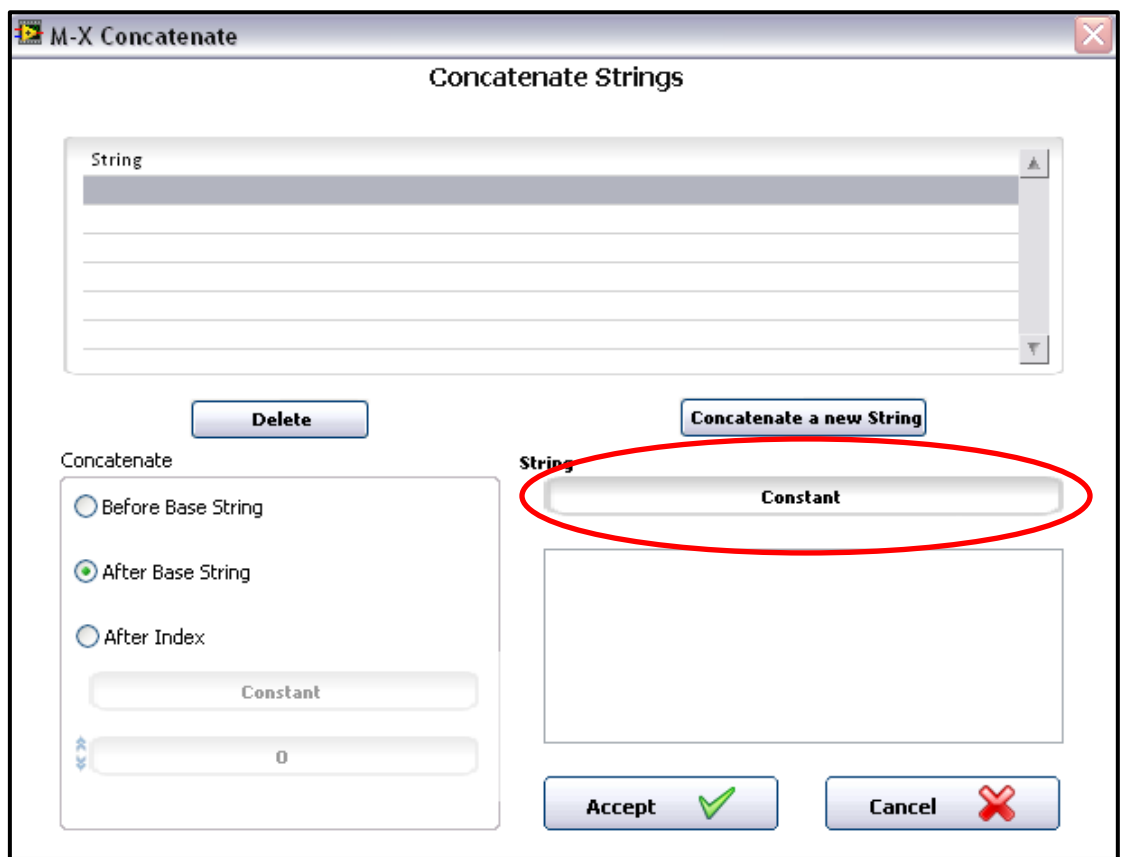 M-X Concatenate
Concatenate Strings
String
Delete
Concatenate a new String
Concatenate
String
Before Base String
Constant
After Base String
After Index
Constant
0
Accept
Cancel